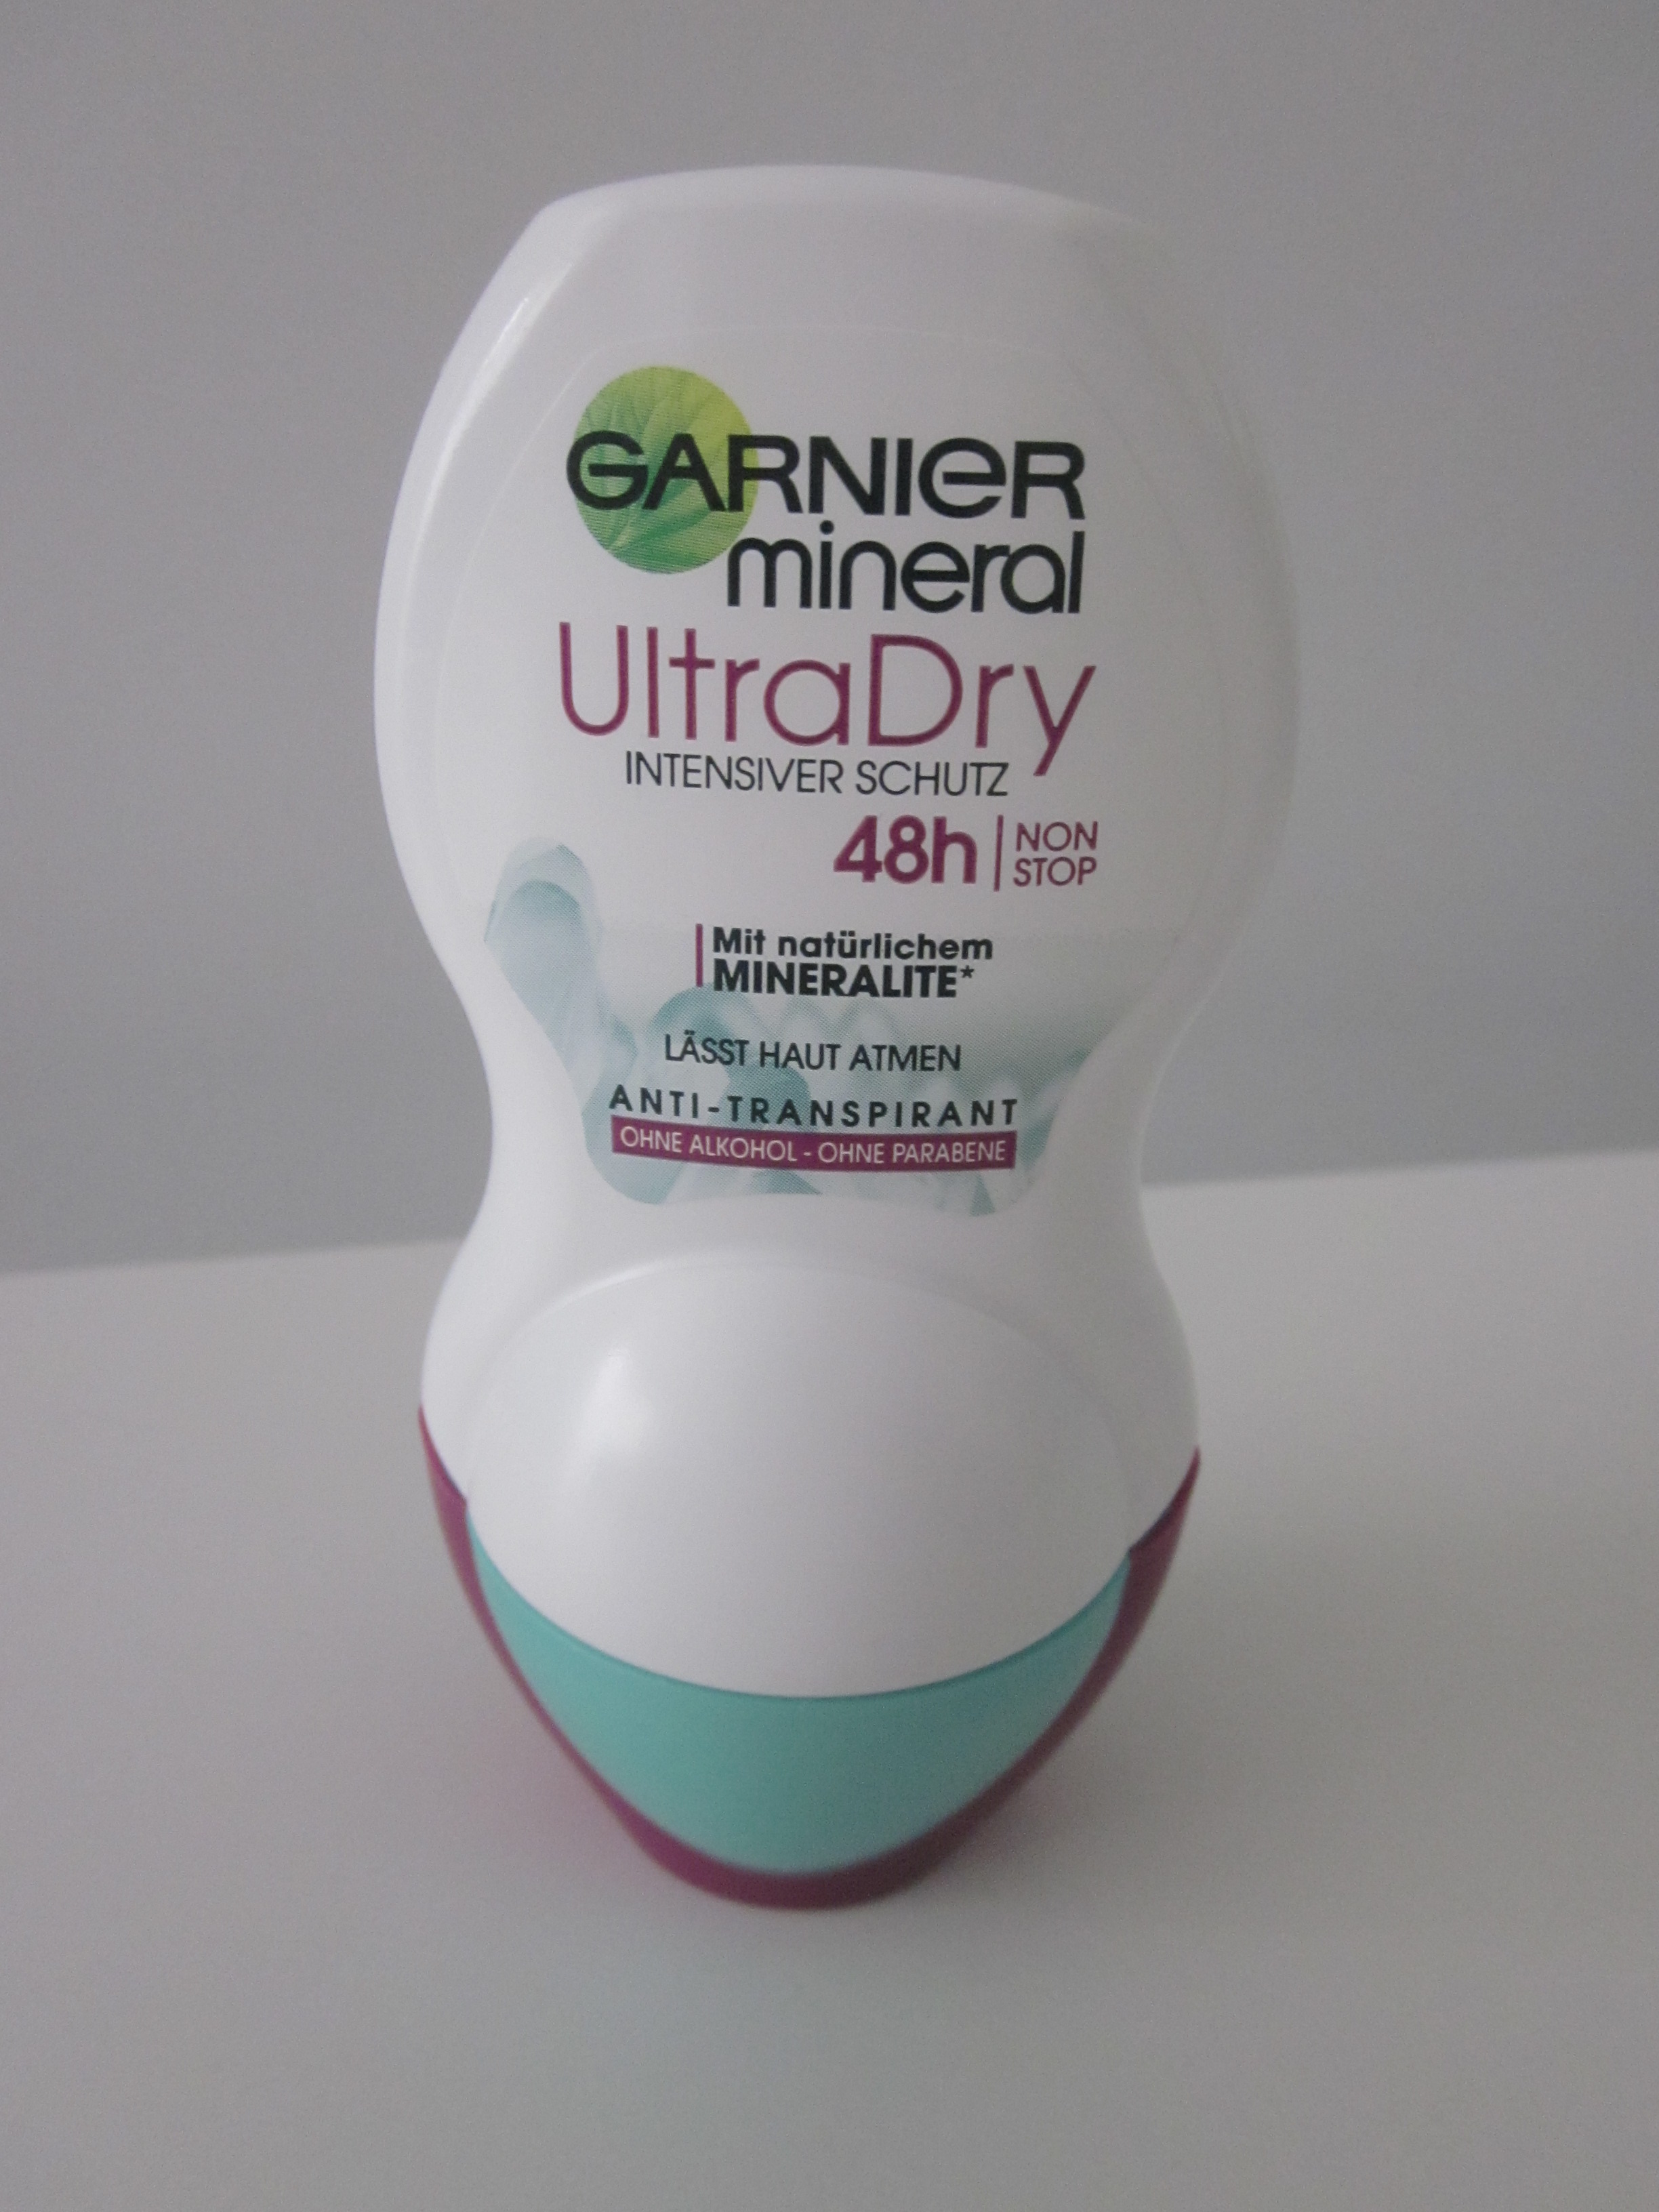 GARNIER
mineral
UltraDry
INTENSIVER SCHUTZ
48h NON
STOP
Mit natürlichem
MINERALITE*
LÄSST HAUT ATMEN
ANTI-TRANSPIRANT
OHNE ALKOHOL - OHNE PARABENE